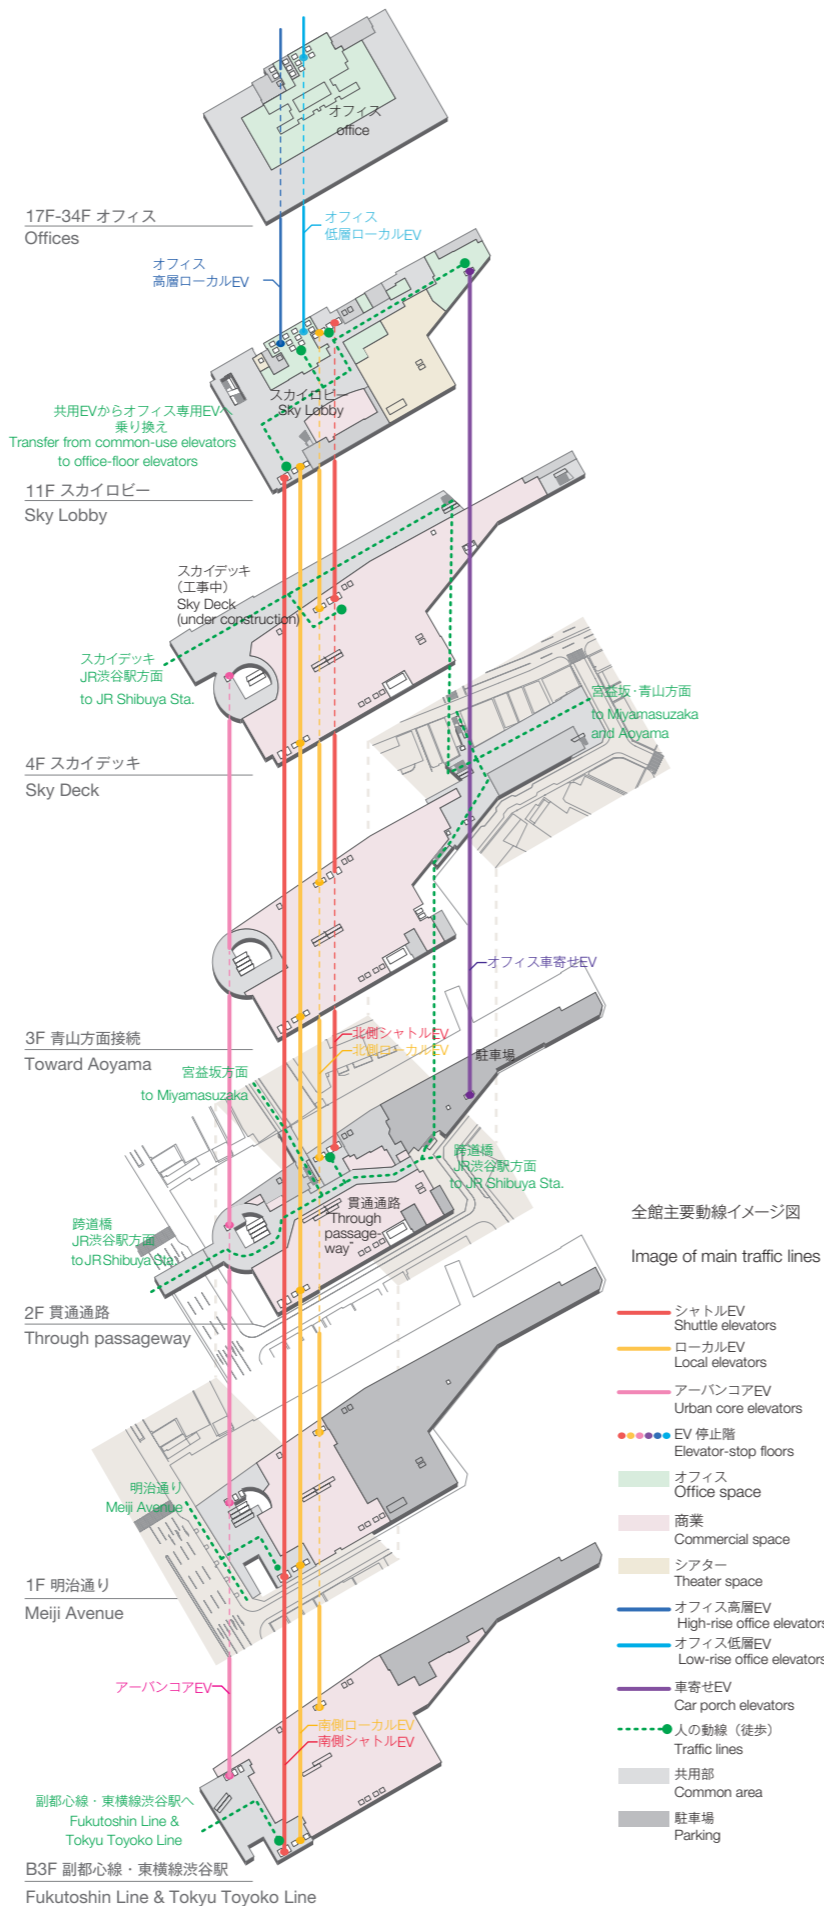 オフィス
office
17F-34F オフィス
Offices
オフィス
低層ローカルEV
オフィス
高層ローカルEV
スカイロビー
Sky Lobby
共用EVからオフィス専用EVへ
乗り換え
Transfer from common-use elevators
to office-floor elevators
11F スカイロビー
Sky Lobby
スカイデッキ
(工事中)
Sky Deck
(under construction)
スカイデッキ
JR渋谷駅方面
to JR Shibuya Sta.
宮益坂・青山方面
to Miyamasuzaka
and Aoyama
4F スカイデッキ
Sky Deck
オフィス車寄せEV
3F 青山方面接続
Toward Aoyama
北側シャトルEV
北側ローカルEV
駐車場
宮益坂方面
to Miyamasuzaka
跨道橋
JR渋谷駅方面
to JR Shibuya Sta.
貫通通路
"Through
passage-
way"
跨道橋
JR渋谷駅方面
to JR Shibuya Sta.
2F 貫通通路
Through passageway
明治通り
Meiji Avenue
1F 明治通り
Meiji Avenue
アーバンコアEV
南側ローカルEV
南側シャトルEV
副都心線・東横線渋谷駅へ
Fukutoshin Line &
Tokyu Toyoko Line
B3F 副都心線・東横線渋谷駅
Fukutoshin Line & Tokyu Toyoko Line
全館主要動線イメージ図
Image of main traffic lines
シャトルEV
Shuttle elevators
ローカルEV
Local elevators
アーバンコアEV
Urban core elevators
EV 停止階
Elevator-stop floors
オフィス
Office space
商業
Commercial space
シアター
Theater space
オフィス高層EV
High-rise office elevators
オフィス低層EV
Low-rise office elevators
車寄せEV
Car porch elevators
人の動線(徒歩)
Traffic lines
共用部
Common area
駐車場
Parking